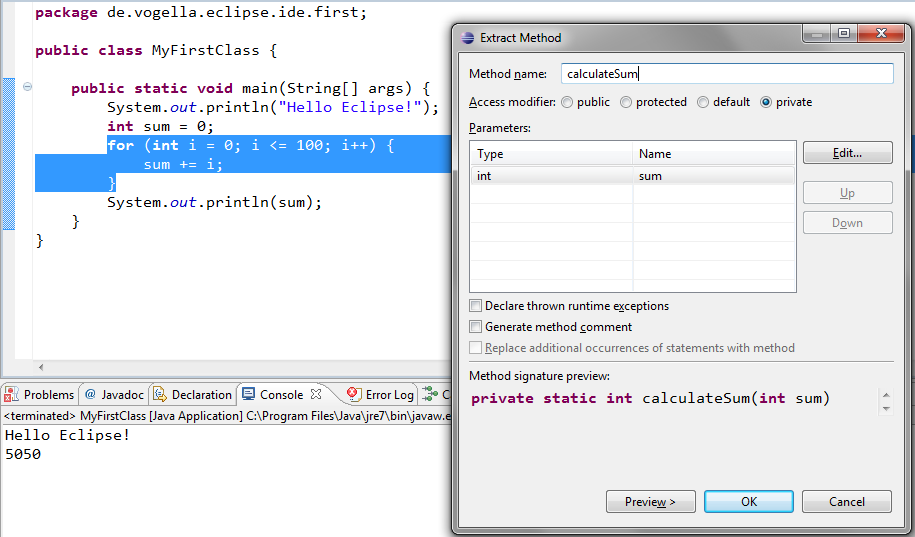 package de.vogella.eclipse.ide.first;
public class MyFirstClass {
public static void main(String[] args) {
System.out.println("Hello Eclipse!");
int sum = 0;
for (int i = 0; i <= 100; i++) {
sum += i;
}
System.out.println(sum);
}
}
Problems @ Javadoc Declaration Console Error Log C
<terminated> MyFirstClass [Java Application] C:\Program Files\Java\jre7\bin\javaw.e
Hello Eclipse!
5050
Extract Method
Method name: calculateSum
Access modifier: public protected default private
Parameters:
Type Name
int sum
Edit...
Up
Down
Declare thrown runtime exceptions
Generate method comment
Replace additional occurrences of statements with method
Method signature preview:
private static int calculateSum(int sum)
Preview > OK Cancel